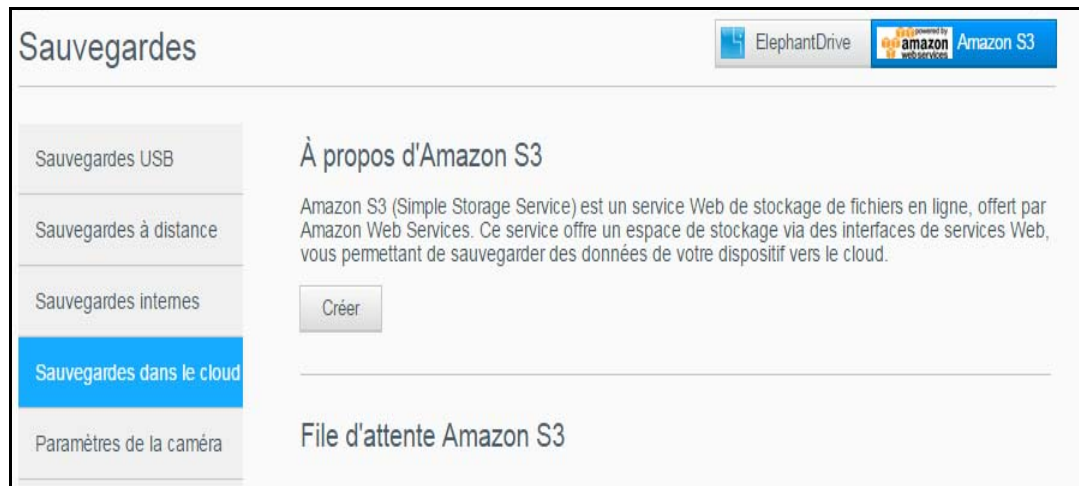 Sauvegardes
ElephantDrive
powered by
amazon
webservices
Amazon S3
Sauvegardes USB
Sauvegardes à distance
Sauvegardes internes
Sauvegardes dans le cloud
Paramètres de la caméra
À propos d'Amazon S3
Amazon S3 (Simple Storage Service) est un service Web de stockage de fichiers en ligne, offert par
Amazon Web Services. Ce service offre un espace de stockage via des interfaces de services Web,
vous permettant de sauvegarder des données de votre dispositif vers le cloud.
Créer
File d'attente Amazon S3